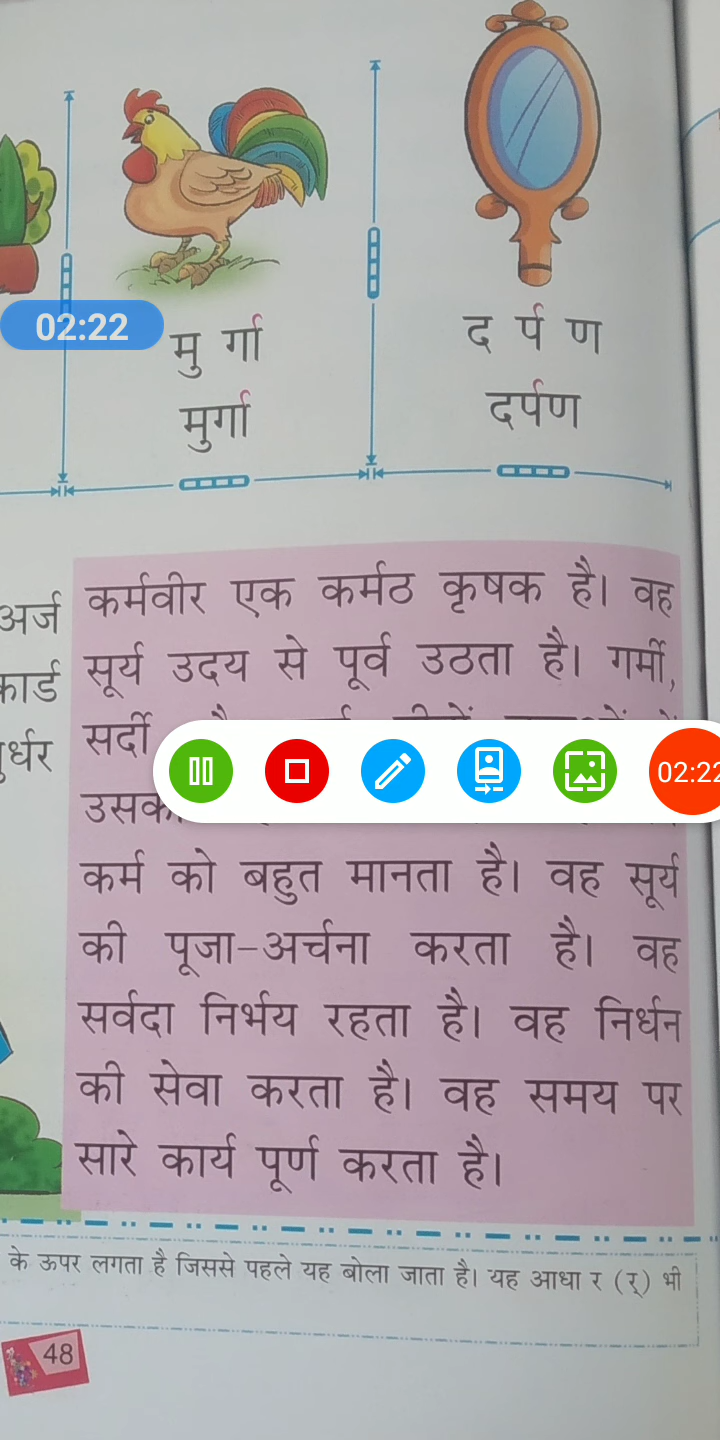 02:22
मु र्गा
मुर्गा
द र्प ण
दर्पण
अर्ज
कार्ड
र्धर
कर्मवीर एक कर्मठ कृषक है। वह
सूर्य उदय से पूर्व उठता है। गर्मी,
सर्दी
02:22
कर्म को बहुत मानता है। वह सूर्य
की पूजा-अर्चना करता है। वह
सर्वदा निर्भय रहता है। वह निर्धन
की सेवा करता है। वह समय पर
सारे कार्य पूर्ण करता है।
के ऊपर लगता है जिससे पहले यह बोला जाता है। यह आधा र (र्) भी
48